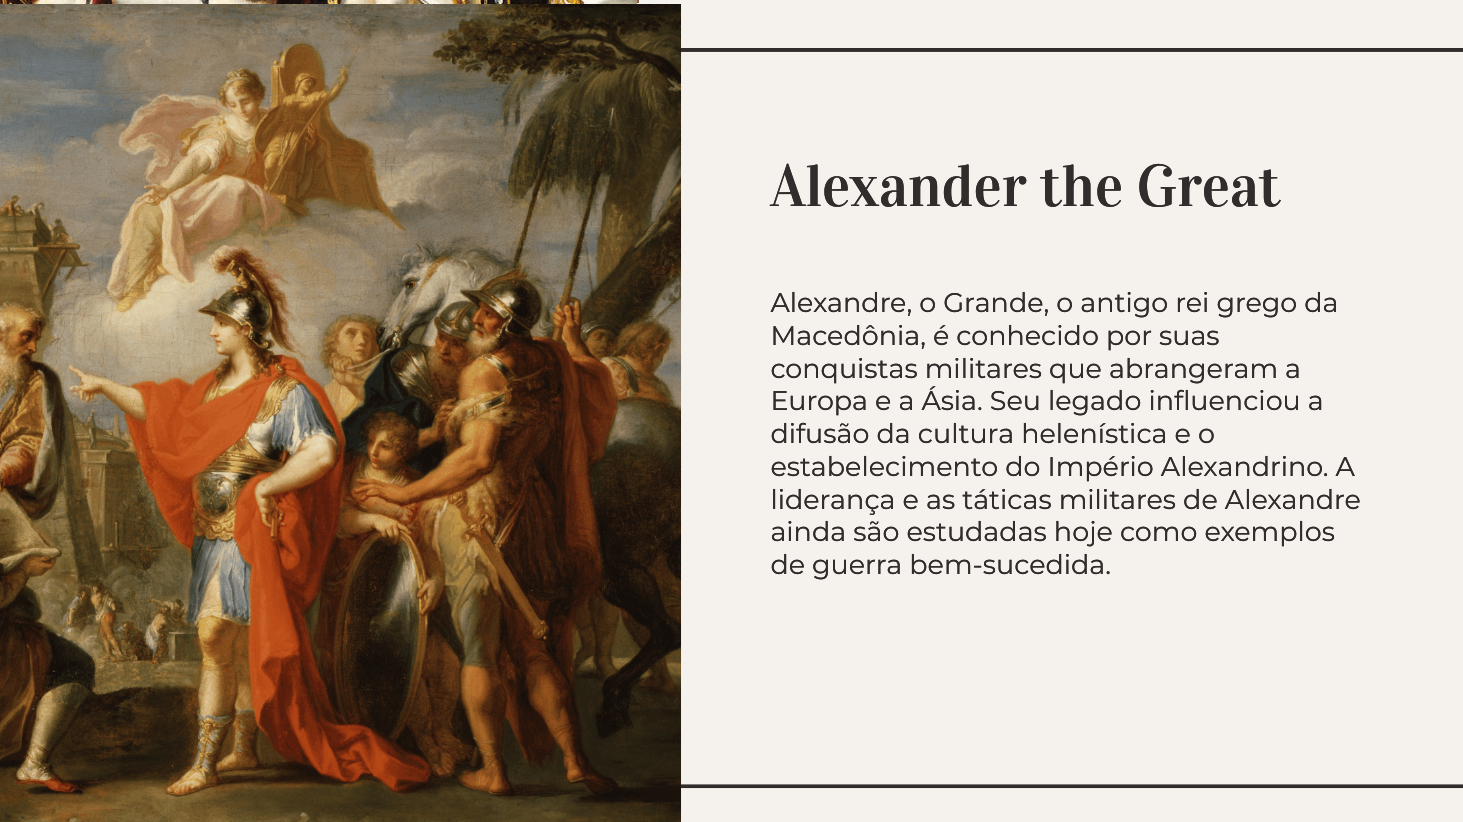 Alexander the Great
Alexandre, o Grande, o antigo rei grego da
Macedônia, é conhecido por suas
conquistas militares que abrangeram a
Europa e a Ásia. Seu legado influenciou a
difusão da cultura helenística e o
estabelecimento do Império Alexandrino. A
liderança e as táticas militares de Alexandre
ainda são estudadas hoje como exemplos
de guerra bem-sucedida.